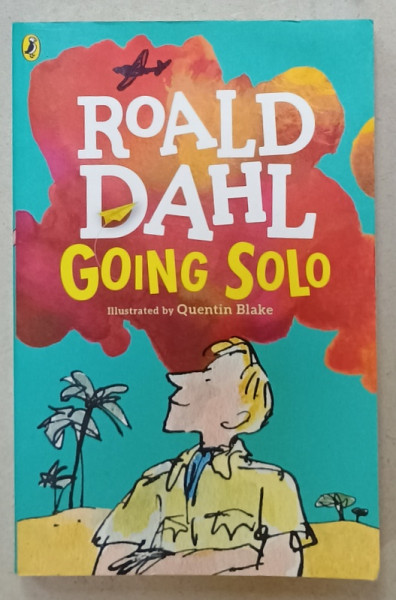 ROALD
DAHL
GOING SOLO
Illustrated by Quentin Blake